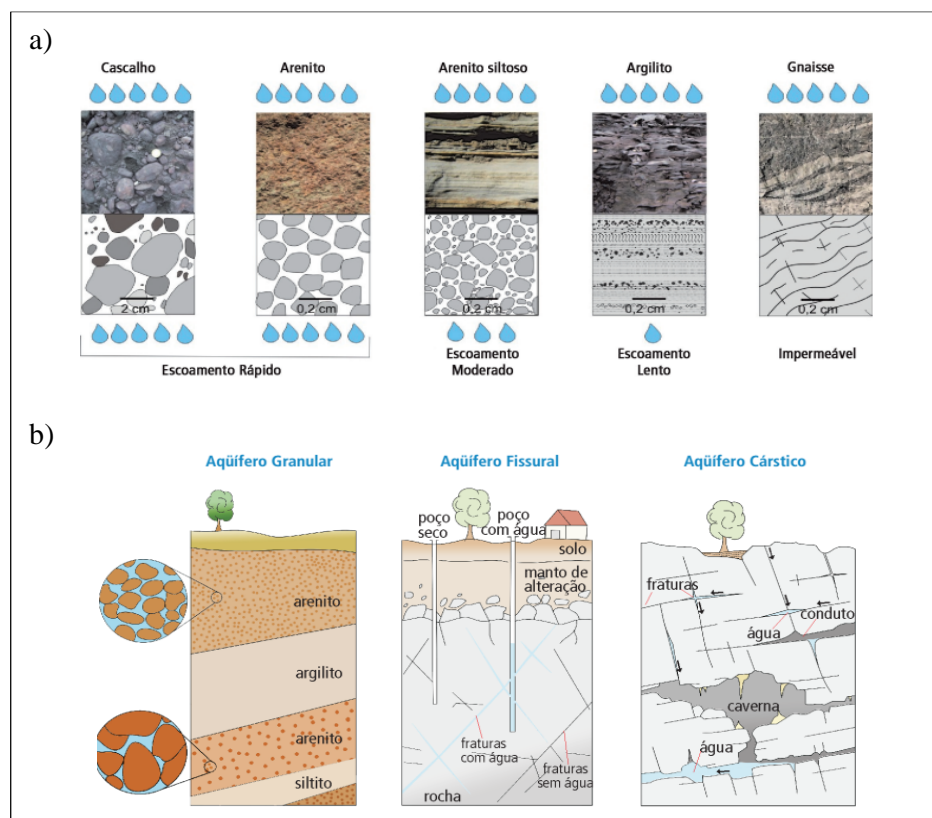 a)
Cascalho
Arenito
Arenito siltoso
Argilito
Gnaisse
2 cm
0,2 cm
0,2 cm
0,2 cm
0,2 cm
Escoamento Rápido
Escoamento
Moderado
Escoamento
Lento
Impermeável
b)
Aqüífero Granular
arenito
argilito
arenito
siltito
Aqüífero Fissural
poço
seco
poço
com água
solo
manto de
alteração
fraturas
com água
fraturas
sem água
rocha
Aqüífero Cárstico
fraturas
conduto
água
caverna
água